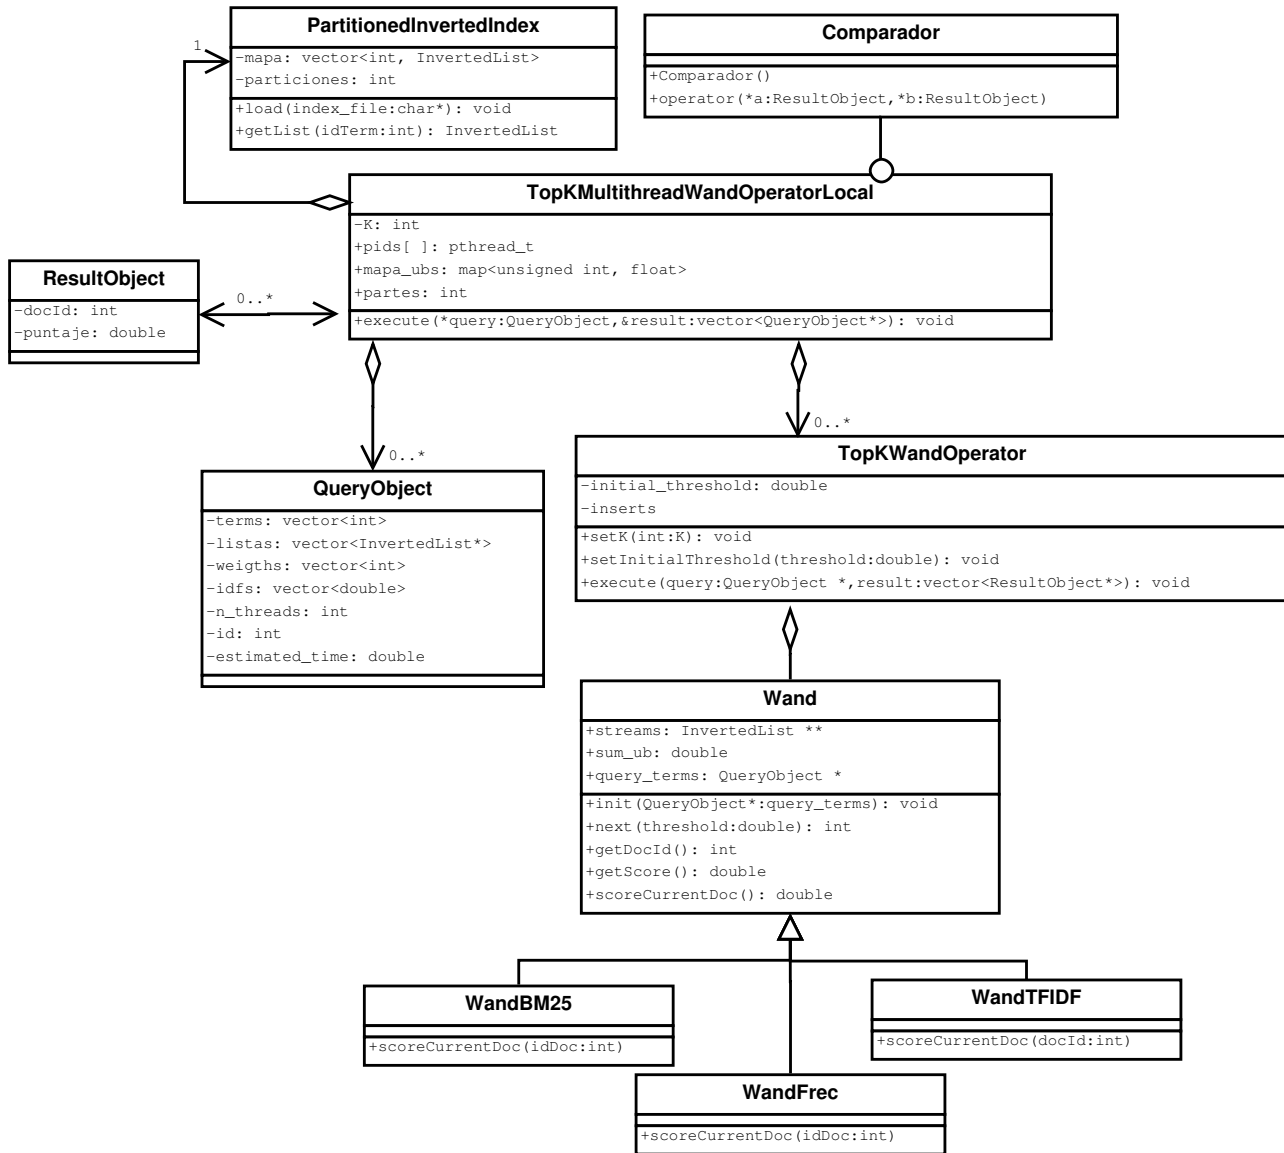 PartitionedInvertedIndex
-mapa: vector<int, InvertedList>
-particiones: int
+load(index_file:char*): void
+getList(idTerm:int): InvertedList
1
Comparador
+Comparador()
+operator(*a:ResultObject,*b:ResultObject)
TopKMultithreadWandOperatorLocal
-K: int
+pids[ ]: pthread_t
+mapa_ubs: map<unsigned int, float>
+partes: int
+execute(*query:QueryObject,&result:vector<QueryObject*>): void
ResultObject
-docId: int
-puntaje: double
0..*
0..*
0..*
QueryObject
-terms: vector<int>
-listas: vector<InvertedList*>
-weigths: vector<int>
-idfs: vector<double>
-n_threads: int
-id: int
-estimated_time: double
TopKWandOperator
-initial_threshold: double
-inserts
+setK(int:K): void
+setInitialThreshold(threshold:double): void
+execute(query:QueryObject *,result:vector<ResultObject*>): void
Wand
+streams: InvertedList **
+sum_ub: double
+query_terms: QueryObject *
+init(QueryObject*:query_terms): void
+next(threshold:double): int
+getDocId(): int
+getScore(): double
+scoreCurrentDoc(): double
WandBM25
+scoreCurrentDoc(idDoc:int)
WandTFIDF
+scoreCurrentDoc(docId:int)
WandFrec
+scoreCurrentDoc(idDoc:int)